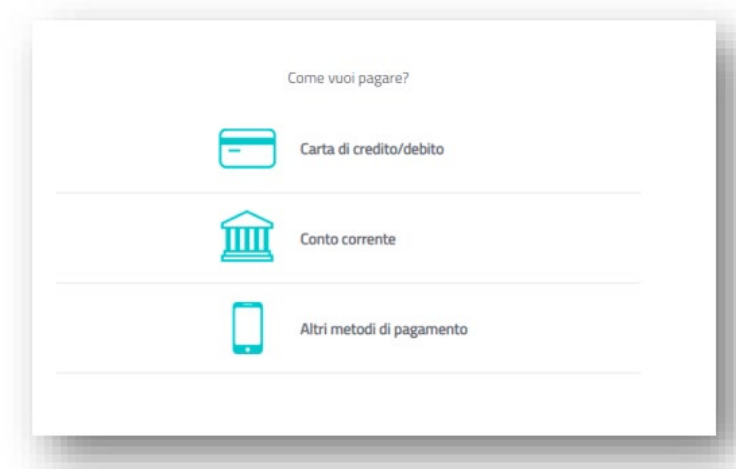 Come vuoi pagare?
Carta di credito/debito
Conto corrente
Altri metodi di pagamento